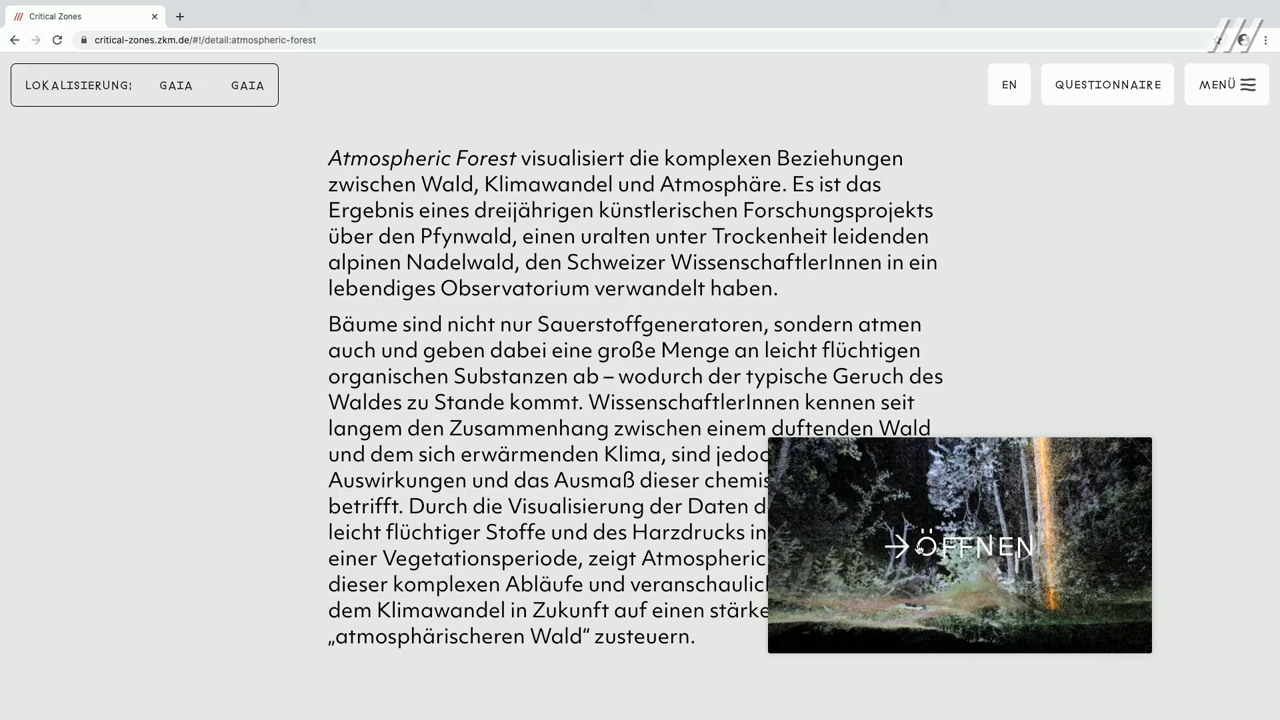 Critical Zones
critical-zones.zkm.de/#!/detail:atmospheric-forest
LOKALISIERUNG: GAIA GAIA
EN QUESTIONNAIRE MENÜ
Atmospheric Forest visualisiert die komplexen Beziehungen
zwischen Wald, Klimawandel und Atmosphäre. Es ist das
Ergebnis eines dreijährigen künstlerischen Forschungsprojekts
über den Pfynwald, einen uralten unter Trockenheit leidenden
alpinen Nadelwald, den Schweizer WissenschaftlerInnen in ein
lebendiges Observatorium verwandelt haben.
Bäume sind nicht nur Sauerstoffgeneratoren, sondern atmen
auch und geben dabei eine große Menge an leicht flüchtigen
organischen Substanzen ab – wodurch der typische Geruch des
Waldes zu Stande kommt. WissenschaftlerInnen kennen seit
langem den Zusammenhang zwischen einem duftenden Wald
und dem sich erwärmenden Klima, sind jedoc
Auswirkungen und das Ausmaß dieser chemis
betrifft. Durch die Visualisierung der Daten d
leicht flüchtiger Stoffe und des Harzdrucks in
einer Vegetationsperiode, zeigt Atmospheric
dieser komplexen Abläufe und veranschaulic
dem Klimawandel in Zukunft auf einen stärke
„atmosphärischeren Wald“ zusteuern.
→ÖFFNEN